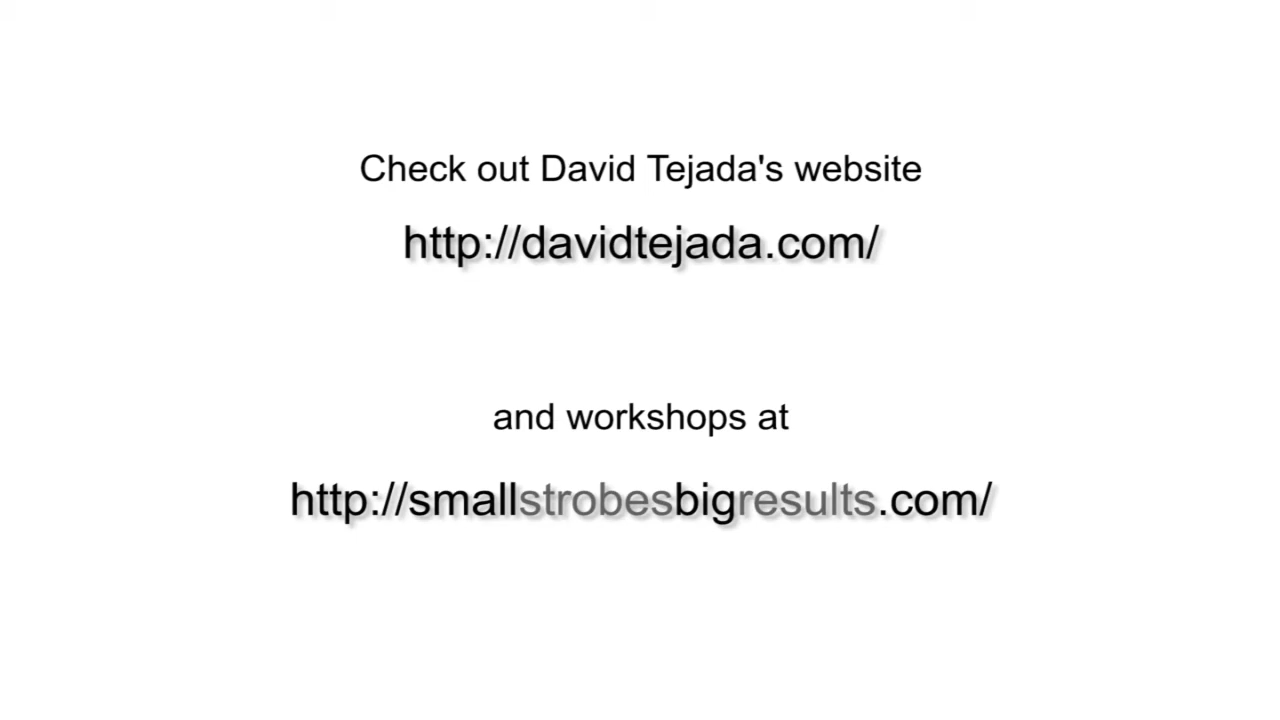 Check out David Tejada's website
http://davidtejada.com/
and workshops at
http://smallstrobesbigresults.com/